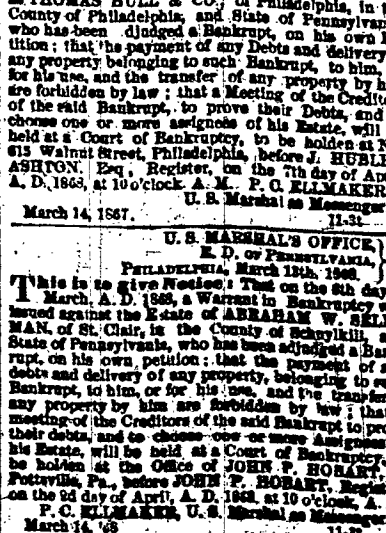 THOMAS HULL & CO., of Philadelphia, in
County of Philadelphia, and State of Pennsylvan
who has been adjudged a Bankrupt, on his own
tition; that the payment of any Debts and delivery
any property belonging to such Bankrupt, to him,
for his use, and the transfer of any property by h
are forbidden by law; that a Meeting of the Credit
of the said Bankrupt, to prove their Debts, and
choose one or more assignees of his Estate, will
held at a Court of Bankruptcy, to be holden at N
615 Walnut Street, Philadelphia, before J. HUBLE
ASHTON, Esq, Register, on the 7th day of Apr
A. D. 1868, at 10 o'clock, A. M. P. C. ELLMAKER
U. S. Marshal as Messenger
March 14, 1867. 11-3t
U. S. MARSHAL'S OFFICE,
E. D. OF PENNSYLVANIA,
PHILADELPHIA, March 13th, 1868.
This is to give Notice: That on the 6th day
March, A. D. 1868, a Warrant in Bankruptcy
issued against the Estate of ABRAHAM W. SEL
MAN, of St. Clair, in the County of Schuylkill,
State of Pennsylvania, who has been adjudged a Ba
rupt, on his own petition; that the payment of
debts and delivery of any property, belonging to
Bankrupt, to him, or for his use, and the transfer
any property by him are forbidden by law; tha
meeting of the Creditors of the said Bankrupt to pro
their debts, and to choose one or more Assignees
his Estate, will be held at a Court of Bankruptcy
be holden at the Office of JOHN P. HOBART,
Pottsville, Pa., before JOHN P. HOBART, Regist
on the 2d day of April, A. D. 1868, at 10 o'clock, A.
P. C. ELLMAKER, U. S. Marshal as Messenger
March 14, '68 11-3t